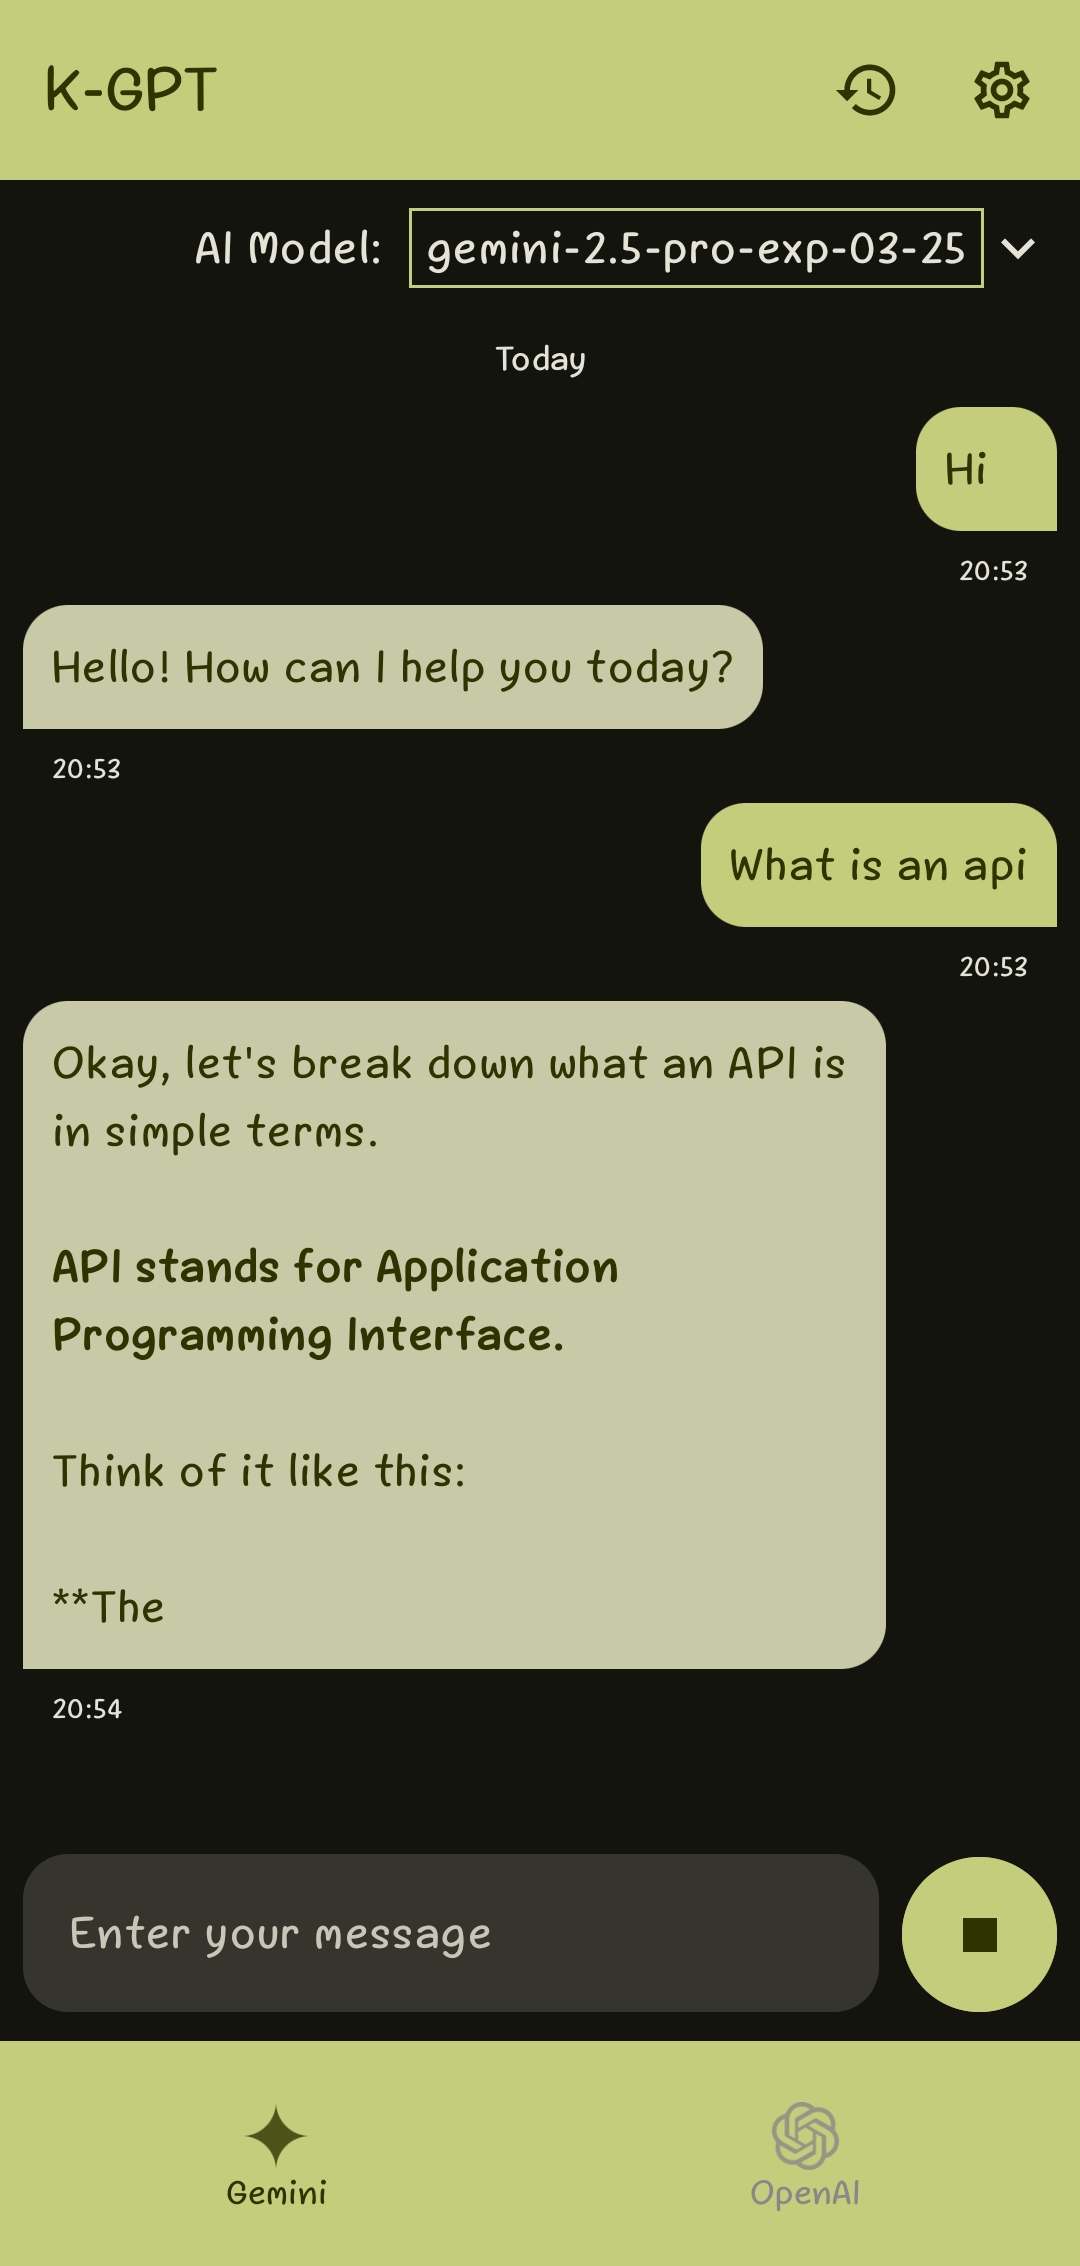 K-GPT
AI Model: gemini-2.5-pro-exp-03-25
Today
Hi
20:53
Hello! How can I help you today?
20:53
What is an api
20:53
Okay, let's break down what an API is
in simple terms.
API stands for Application
Programming Interface.
Think of it like this:
**The
20:54
Enter your message
Gemini
OpenAI